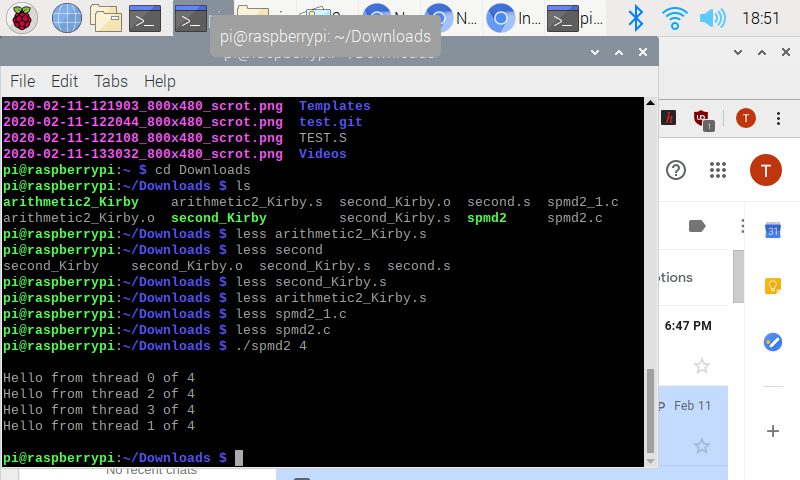 N...
N...
In...
pi...
18:51
pi@raspberrypi: ~/Downloads
File Edit Tabs Help
2020-02-11-121903_800x480_scrot.png  Templates
2020-02-11-122044_800x480_scrot.png  test.git
2020-02-11-122108_800x480_scrot.png  TEST.S
2020-02-11-133032_800x480_scrot.png  Videos
pi@raspberrypi:~ $ cd Downloads
pi@raspberrypi:~/Downloads $ ls
arithmetic2_Kirby    arithmetic2_Kirby.s  second_Kirby.o  second.s  spmd2_1.c
arithmetic2_Kirby.o  second_Kirby         second_Kirby.s  spmd2     spmd2.c
pi@raspberrypi:~/Downloads $ less arithmetic2_Kirby.s
pi@raspberrypi:~/Downloads $ less second
second_Kirby    second_Kirby.o  second_Kirby.s  second.s
pi@raspberrypi:~/Downloads $ less second_Kirby.s
pi@raspberrypi:~/Downloads $ less arithmetic2_Kirby.s
pi@raspberrypi:~/Downloads $ less spmd2_1.c
pi@raspberrypi:~/Downloads $ less spmd2.c
pi@raspberrypi:~/Downloads $ ./spmd2 4
Hello from thread 0 of 4
Hello from thread 2 of 4
Hello from thread 3 of 4
Hello from thread 1 of 4
pi@raspberrypi:~/Downloads $
h
1
T
T
31
ptions
6:47 PM
P Feb 11
No recent chats